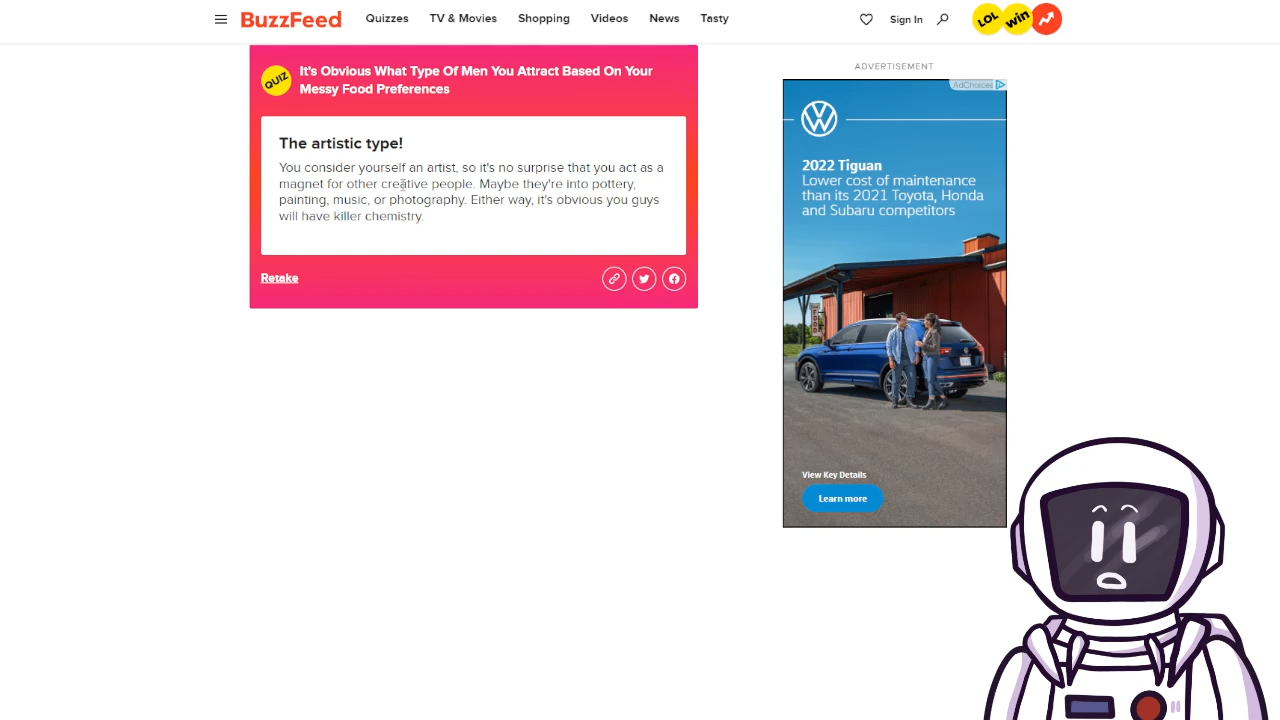 BuzzFeed
Quizzes
TV & Movies
Shopping
Videos
News
Tasty
Sign In
LOL
win
QUIZ
It's Obvious What Type Of Men You Attract Based On Your
Messy Food Preferences
The artistic type!
You consider yourself an artist, so it's no surprise that you act as a
magnet for other creative people. Maybe they're into pottery,
painting, music, or photography. Either way, it's obvious you guys
will have killer chemistry.
Retake
ADVERTISEMENT
AdChoices
2022 Tiguan
Lower cost of maintenance
than its 2021 Toyota, Honda
and Subaru competitors
FOOD
View Key Details
Learn more